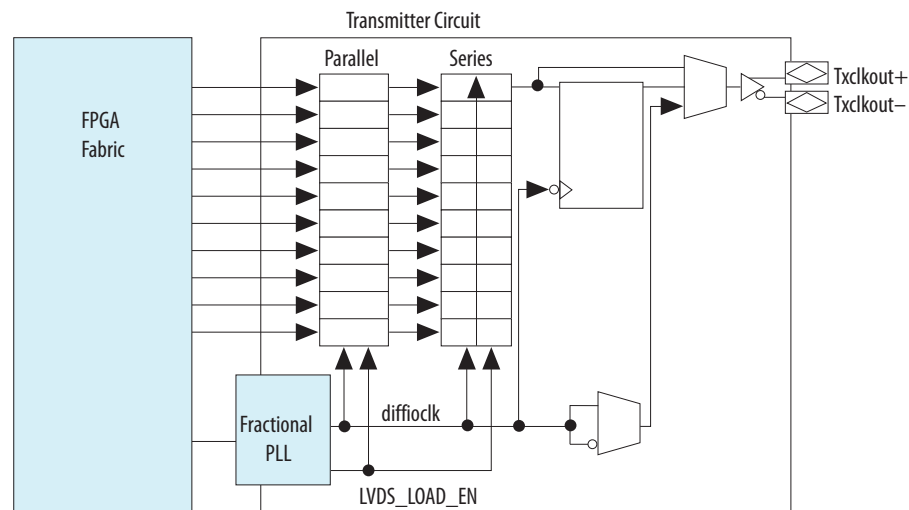 Transmitter Circuit
Parallel
Series
Txclkout+
Txclkout–
FPGA
Fabric
Fractional
PLL
diffioclk
LVDS_LOAD_EN